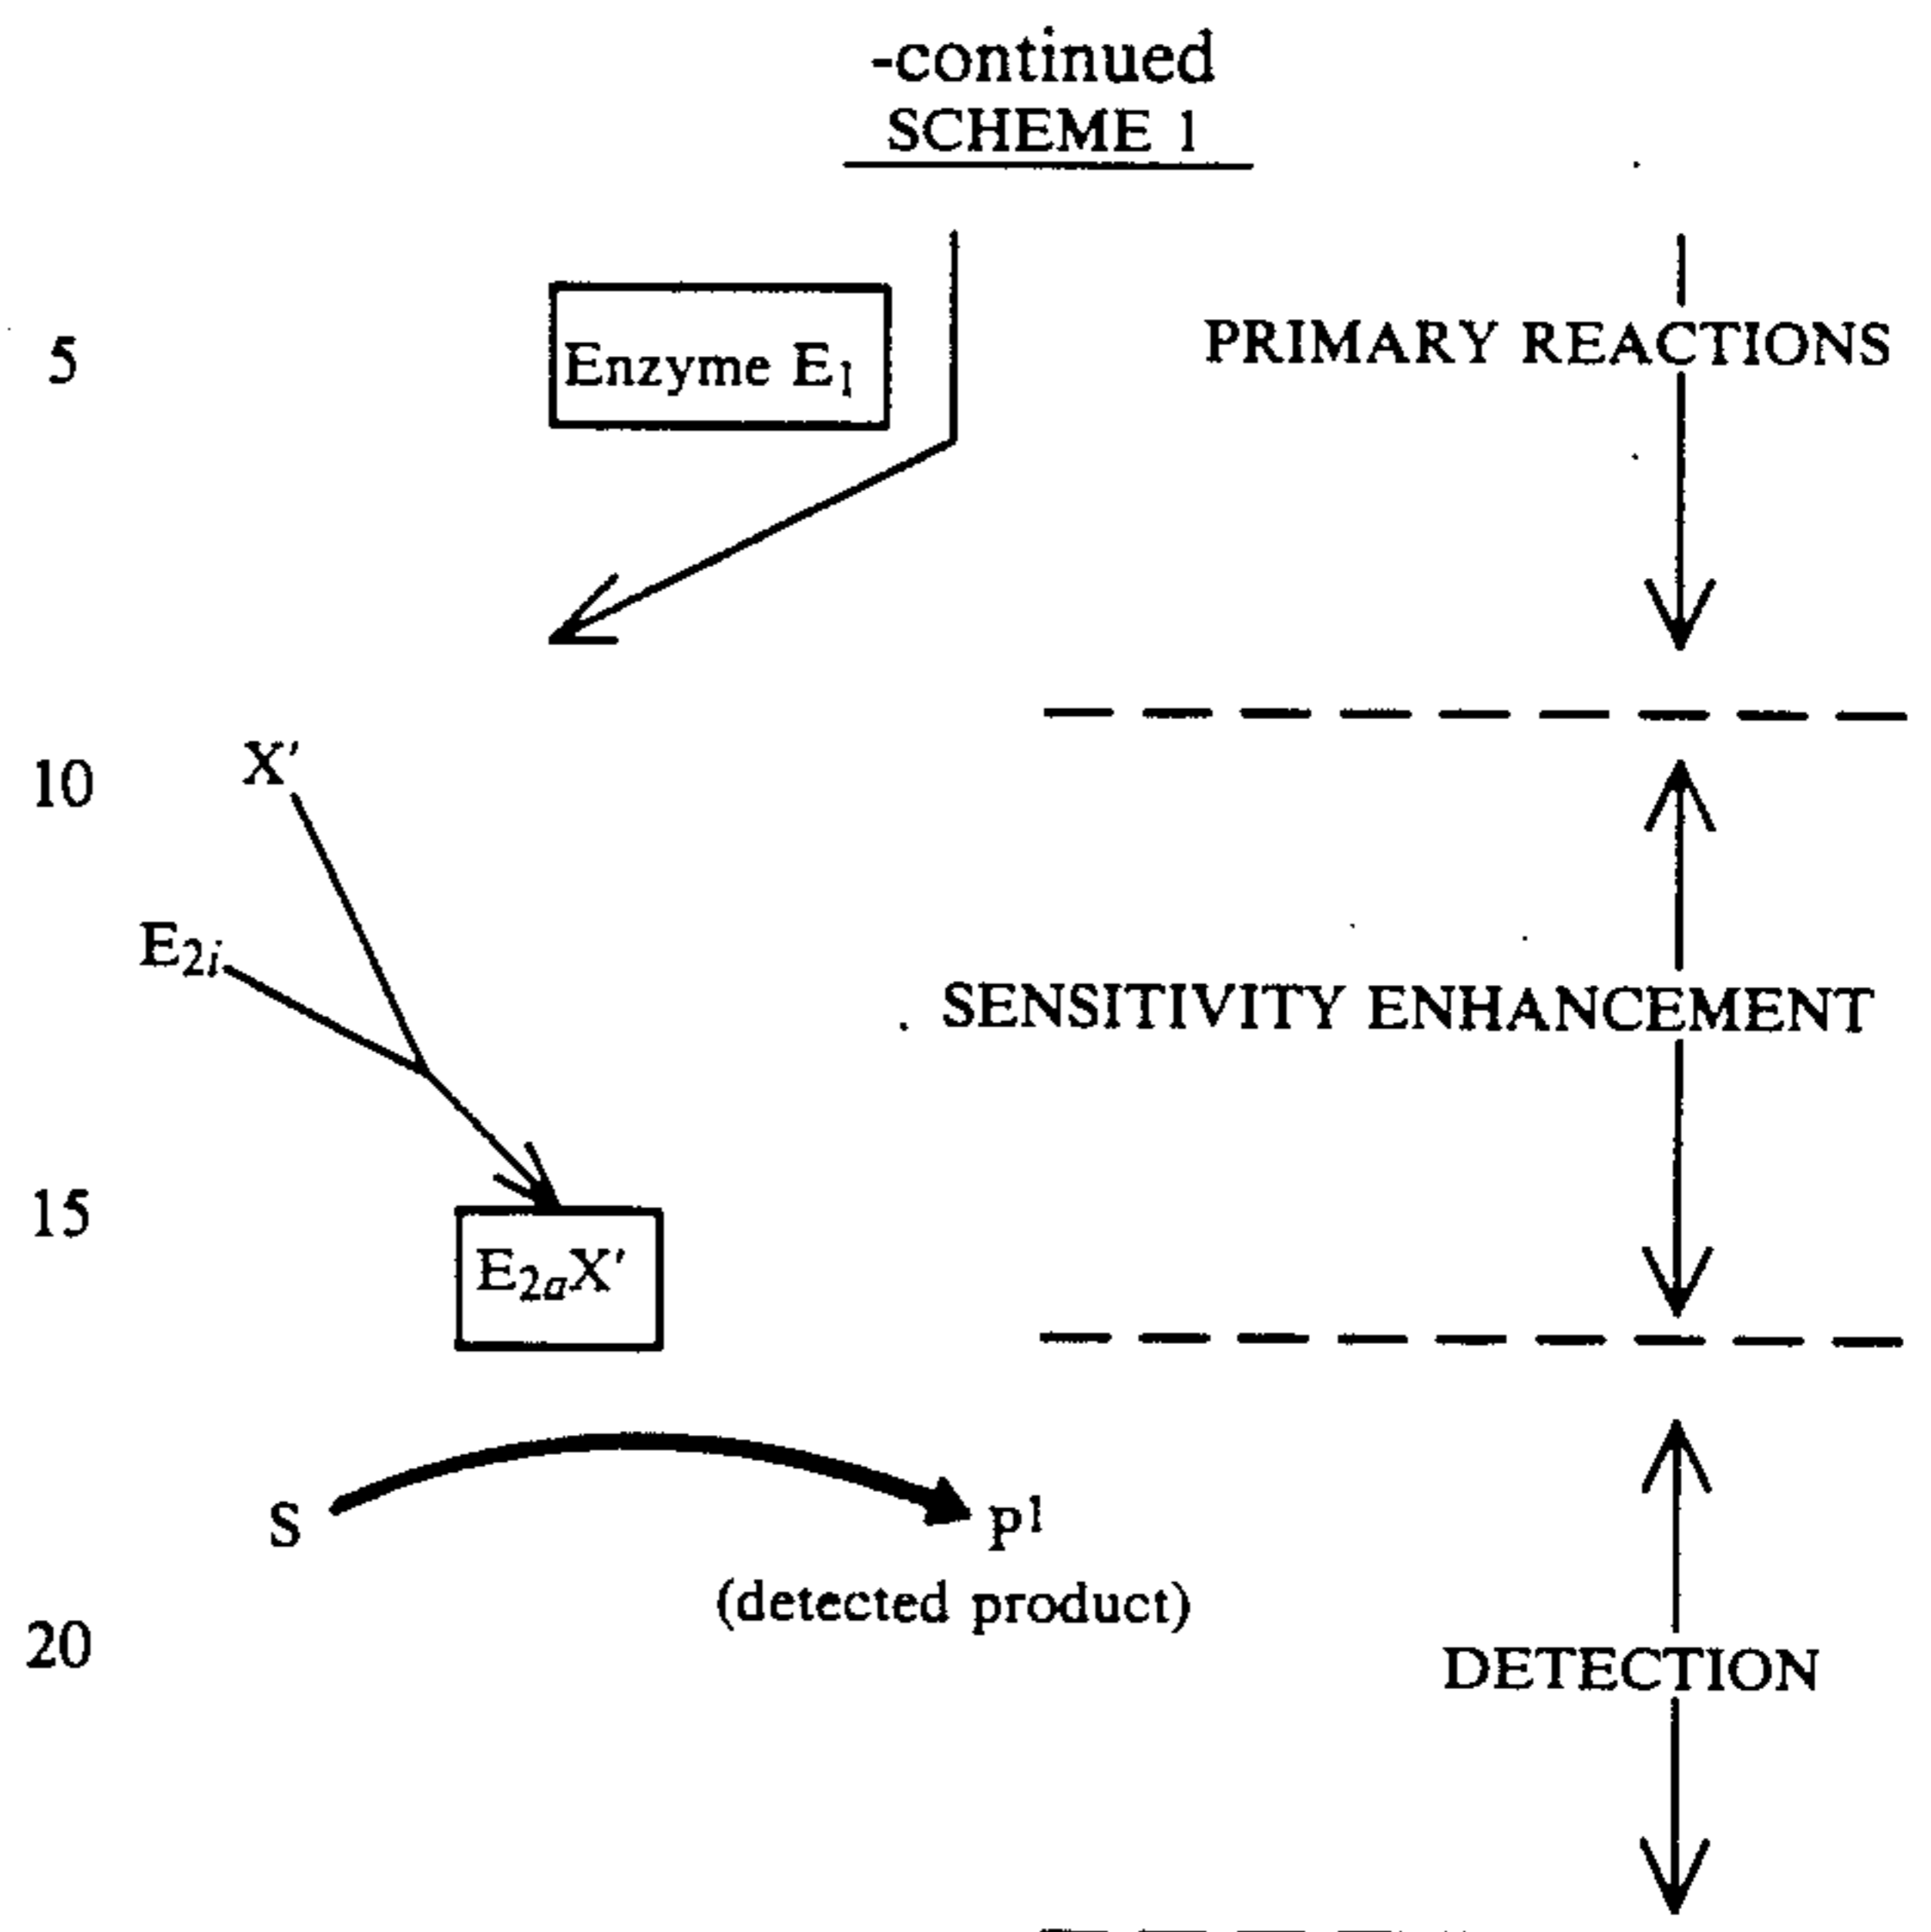 -continued
SCHEME 1
5
Enzyme E₁
PRIMARY REACTIONS
10
X'
E₂ᵢ
SENSITIVITY ENHANCEMENT
15
E₂ₐX'
S
p¹
(detected product)
20
DETECTION